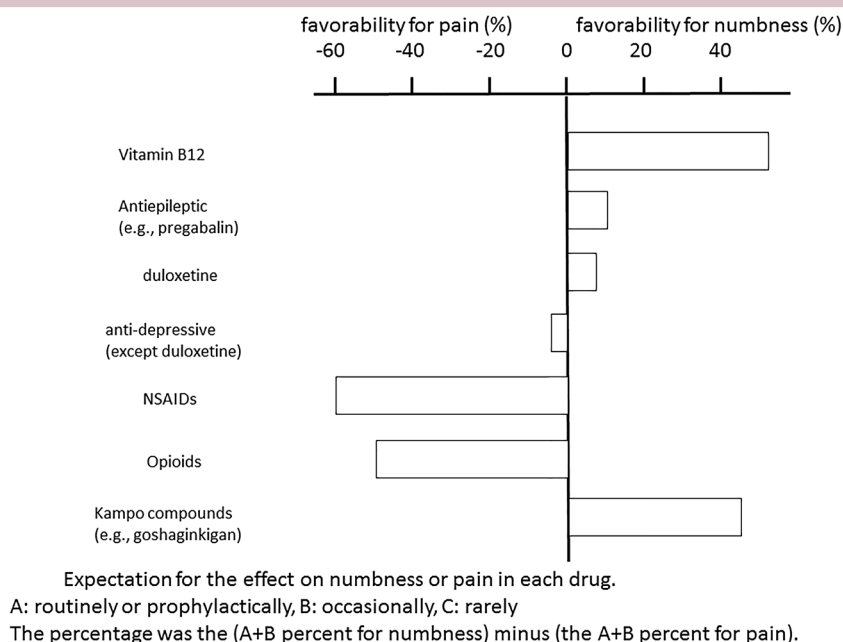 favorability for pain (%) favorability for numbness (%)
-60 -40 -20 0 20 40
Vitamin B12
Antiepileptic
(e.g., pregabalin)
duloxetine
anti-depressive
(except duloxetine)
NSAIDs
Opioids
Kampo compounds
(e.g., goshaginkigan)
Expectation for the effect on numbness or pain in each drug.
A: routinely or prophylactically, B: occasionally, C: rarely
The percentage was the (A+B percent for numbness) minus (the A+B percent for pain).